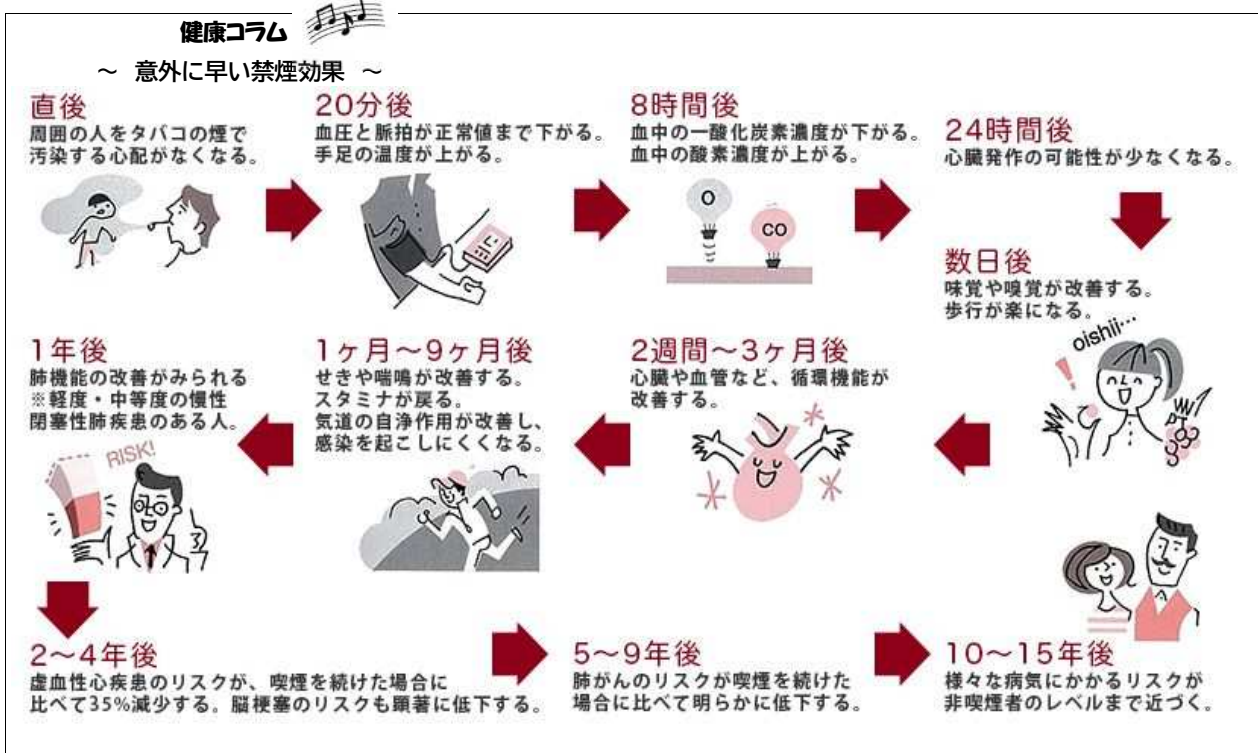 健康コラム
～ 意外に早い禁煙効果 ～
直後
周囲の人をタバコの煙で
汚染する心配がなくなる。
20分後
血圧と脈拍が正常値まで下がる。
手足の温度が上がる。
8時間後
血中の一酸化炭素濃度が下がる。
血中の酸素濃度が上がる。
O
CO
24時間後
心臓発作の可能性が少なくなる。
数日後
味覚や嗅覚が改善する。
歩行が楽になる。
oishii…
!
2週間～3ヶ月後
心臓や血管など、循環機能が
改善する。
1ヶ月～9ヶ月後
せきや喘鳴が改善する。
スタミナが戻る。
気道の自浄作用が改善し、
感染を起こしにくくなる。
1年後
肺機能の改善がみられる
※軽度・中等度の慢性
閉塞性肺疾患のある人。
RISK!
2～4年後
虚血性心疾患のリスクが、喫煙を続けた場合に
比べて35%減少する。脳梗塞のリスクも顕著に低下する。
5～9年後
肺がんのリスクが喫煙を続けた
場合に比べて明らかに低下する。
10～15年後
様々な病気にかかるリスクが
非喫煙者のレベルまで近づく。